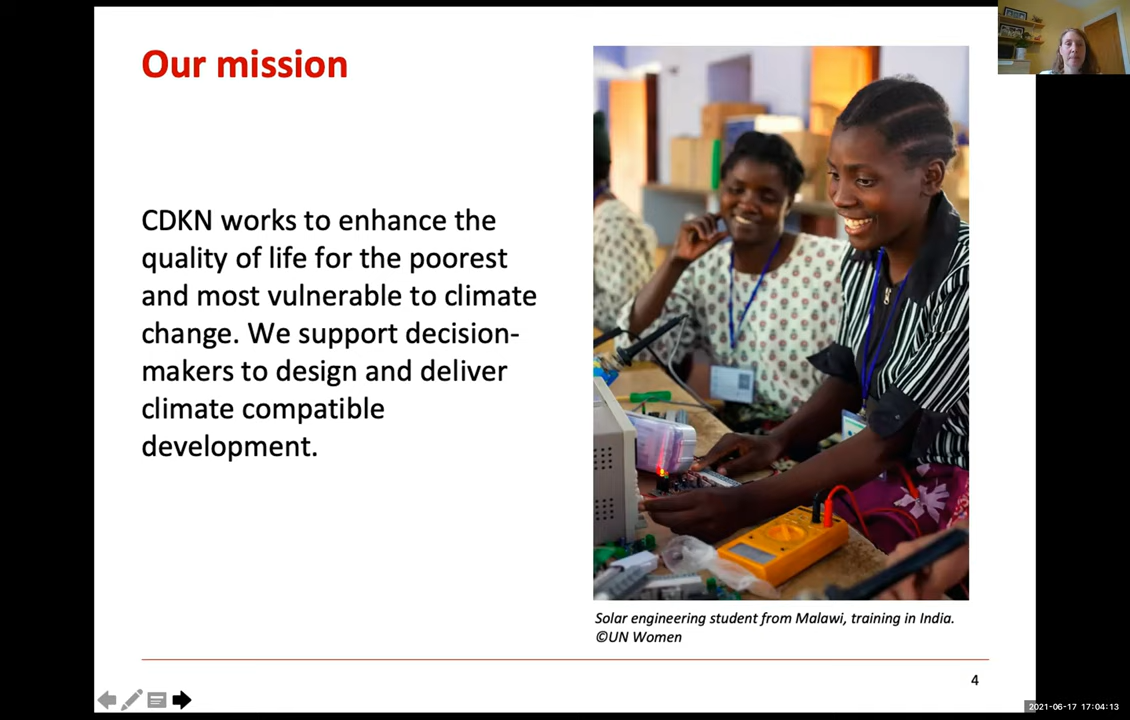 Our mission
CDKN works to enhance the
quality of life for the poorest
and most vulnerable to climate
change. We support decision-
makers to design and deliver
climate compatible
development.
Solar engineering student from Malawi, training in India.
©UN Women
4
2021-06-17 17:04:13